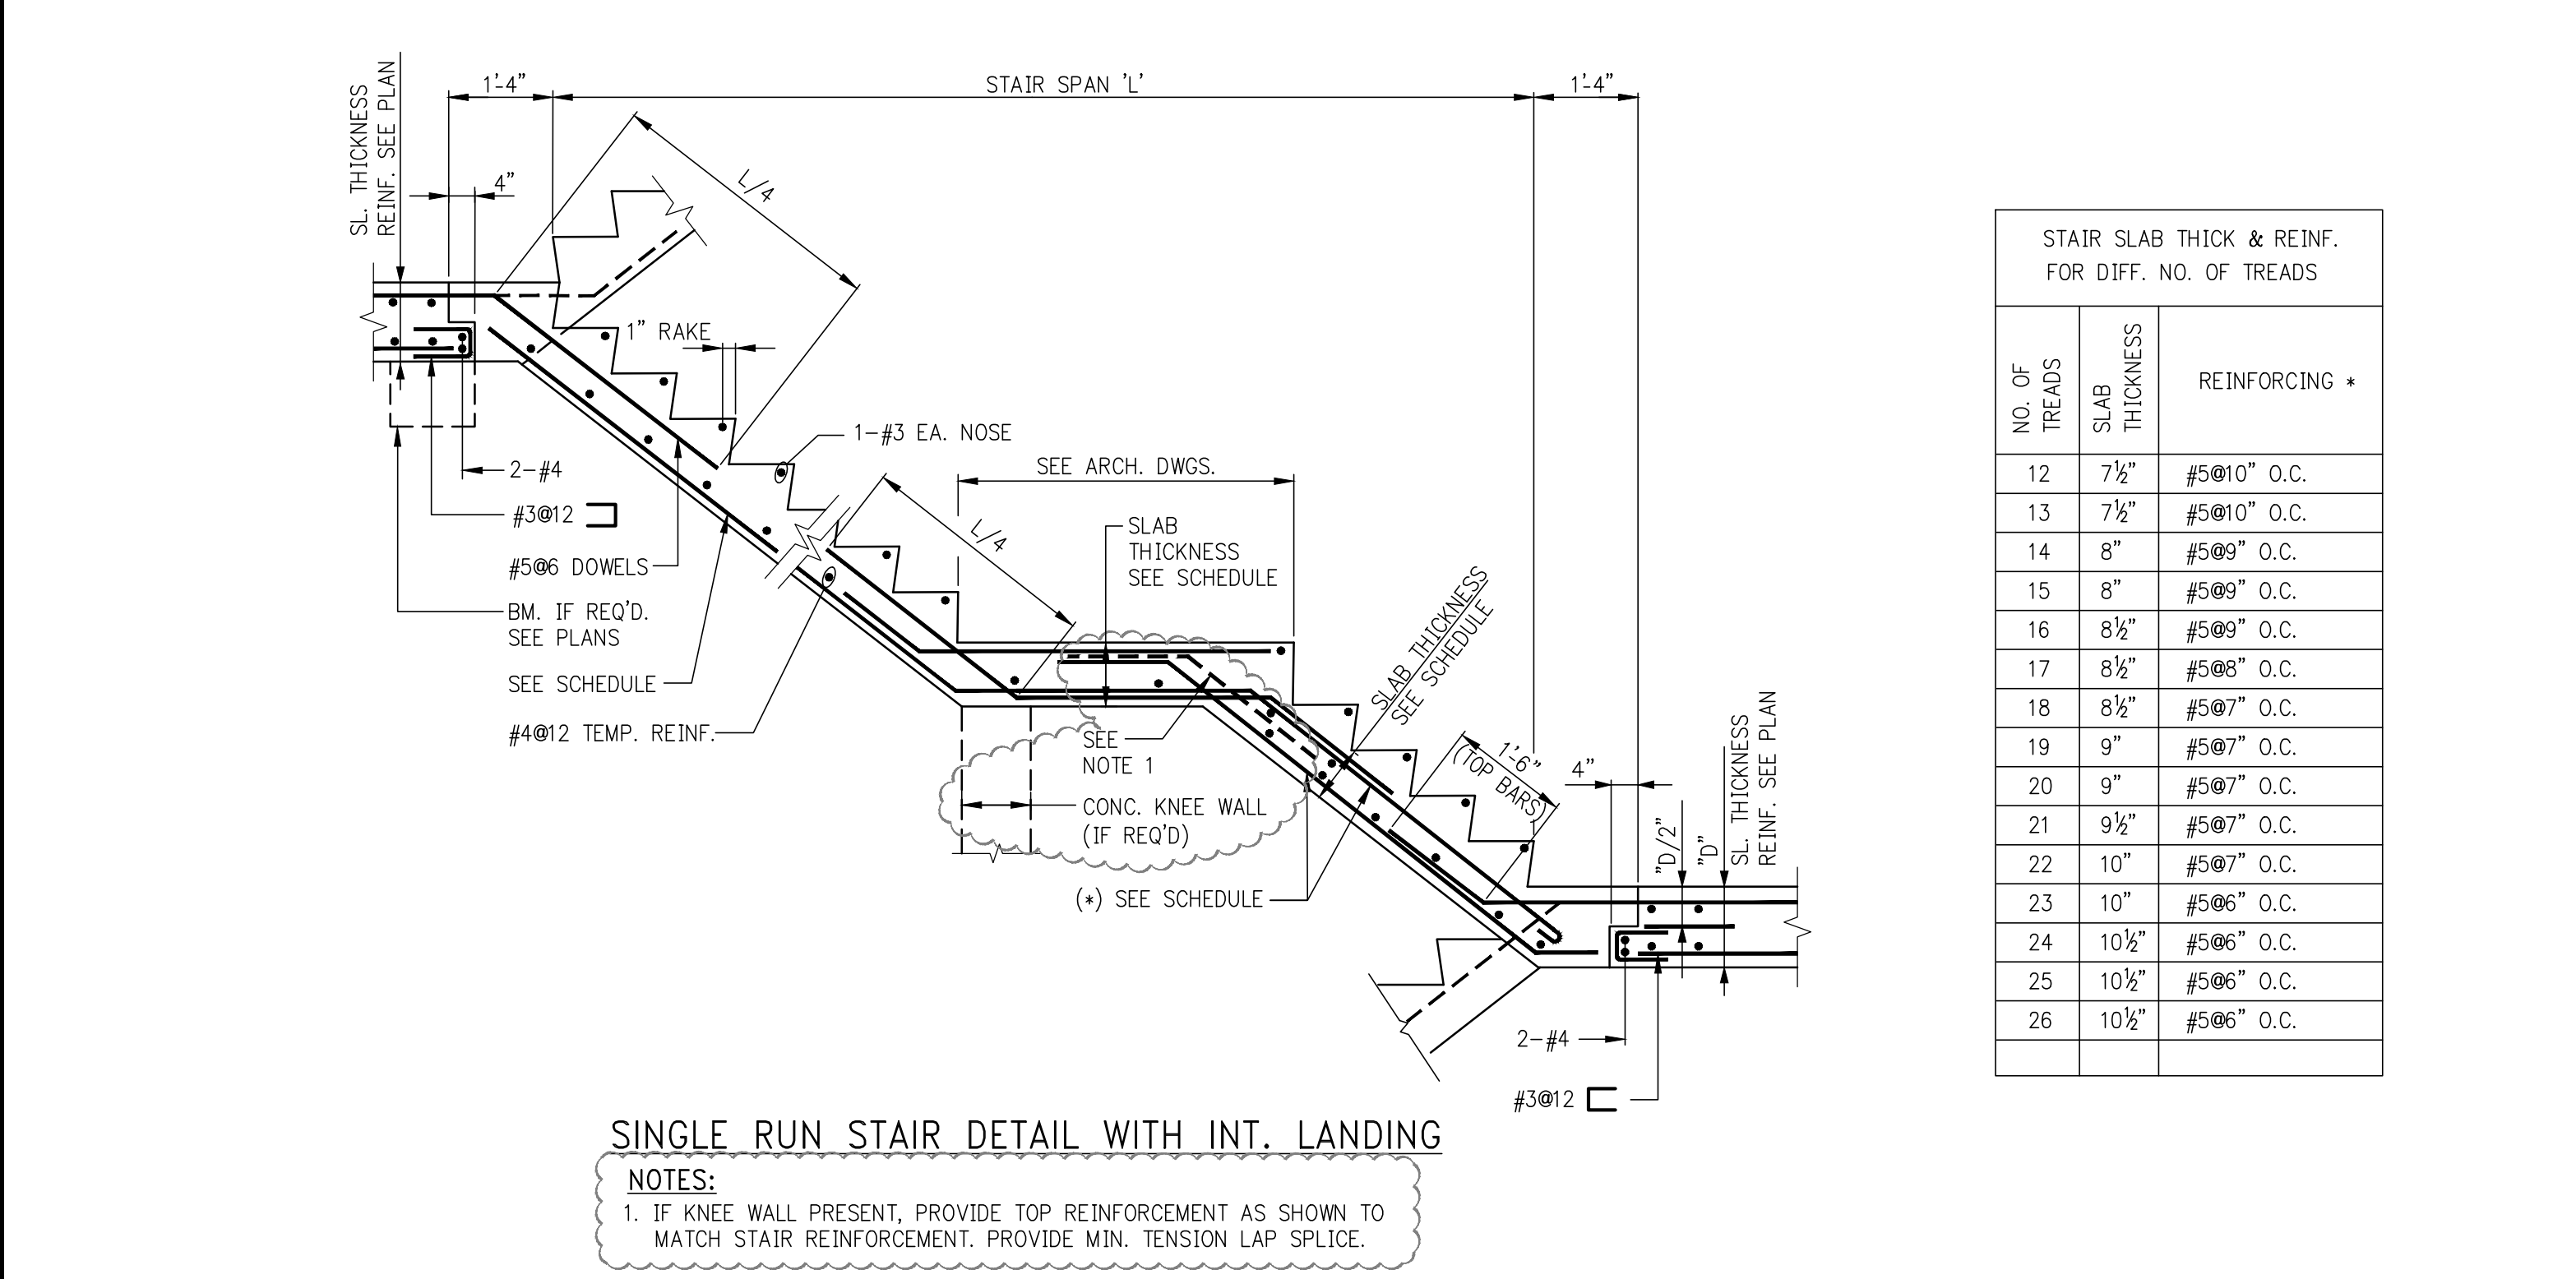 SL. THICKNESS
REINF. SEE PLAN
1'-4"
STAIR SPAN 'L'
1'-4"
4"
L/4
1" RAKE
1-#3 EA. NOSE
2-#4
#3@12
#5@6 DOWELS
BM. IF REQ'D.
SEE PLANS
SEE SCHEDULE
#4@12 TEMP. REINF.
SEE ARCH. DWGS.
L/4
SLAB
THICKNESS
SEE SCHEDULE
SLAB THICKNESS
SEE SCHEDULE
SEE
NOTE 1
CONC. KNEE WALL
(IF REQ'D)
(*) SEE SCHEDULE
1'-6"
(TOP BARS)
4"
"D/2"
"D"
SL. THICKNESS
REINF. SEE PLAN
2-#4
#3@12
SINGLE RUN STAIR DETAIL WITH INT. LANDING
NOTES:
1. IF KNEE WALL PRESENT, PROVIDE TOP REINFORCEMENT AS SHOWN TO
MATCH STAIR REINFORCEMENT. PROVIDE MIN. TENSION LAP SPLICE.
STAIR SLAB THICK & REINF.
FOR DIFF. NO. OF TREADS
NO. OF TREADS SLAB THICKNESS REINFORCING *
12 7½" #5@10" O.C.
13 7½" #5@10" O.C.
14 8" #5@9" O.C.
15 8" #5@9" O.C.
16 8½" #5@9" O.C.
17 8½" #5@8" O.C.
18 8½" #5@7" O.C.
19 9" #5@7" O.C.
20 9" #5@7" O.C.
21 9½" #5@7" O.C.
22 10" #5@7" O.C.
23 10" #5@6" O.C.
24 10½" #5@6" O.C.
25 10½" #5@6" O.C.
26 10½" #5@6" O.C.